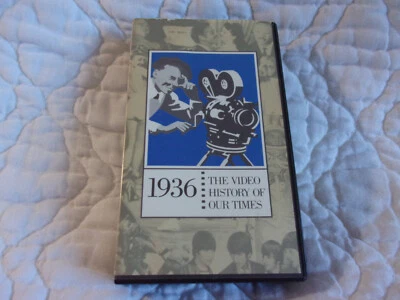 1936
THE VIDEO
HISTORY OF
OUR TIMES